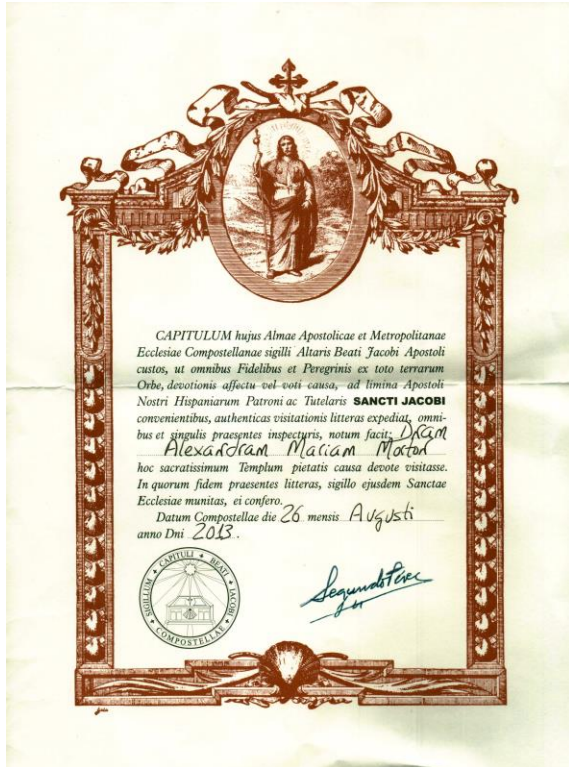 CAPITULUM hujus Almae Apostolicae et Metropolitanae
Ecclesiae Compostellanae sigilli Altaris Beati Jacobi Apostoli
custos, ut omnibus Fidelibus et Peregrinis ex toto terrarum
Orbe, devotionis affectu vel voti causa, ad limina Apostoli
Nostri Hispaniarum Patroni ac Tutelaris SANCTI JACOBI
convenientibus, authenticas visitationis litteras expediat, omni-
bus et singulis praesentes inspecturis, notum facit: Dnam
Alexandram Mariam Morton
hoc sacratissimum Templum pietatis causa devote visitasse.
In quorum fidem praesentes litteras, sigillo ejusdem Sanctae
Ecclesiae munitas, ei confero.
Datum Compostellae die 26 mensis Augusti
anno Dni 2013.
SIGILLUM + CAPITULI + BEATI + JACOBI + COMPOSTELLAE +
Segundo Pérez